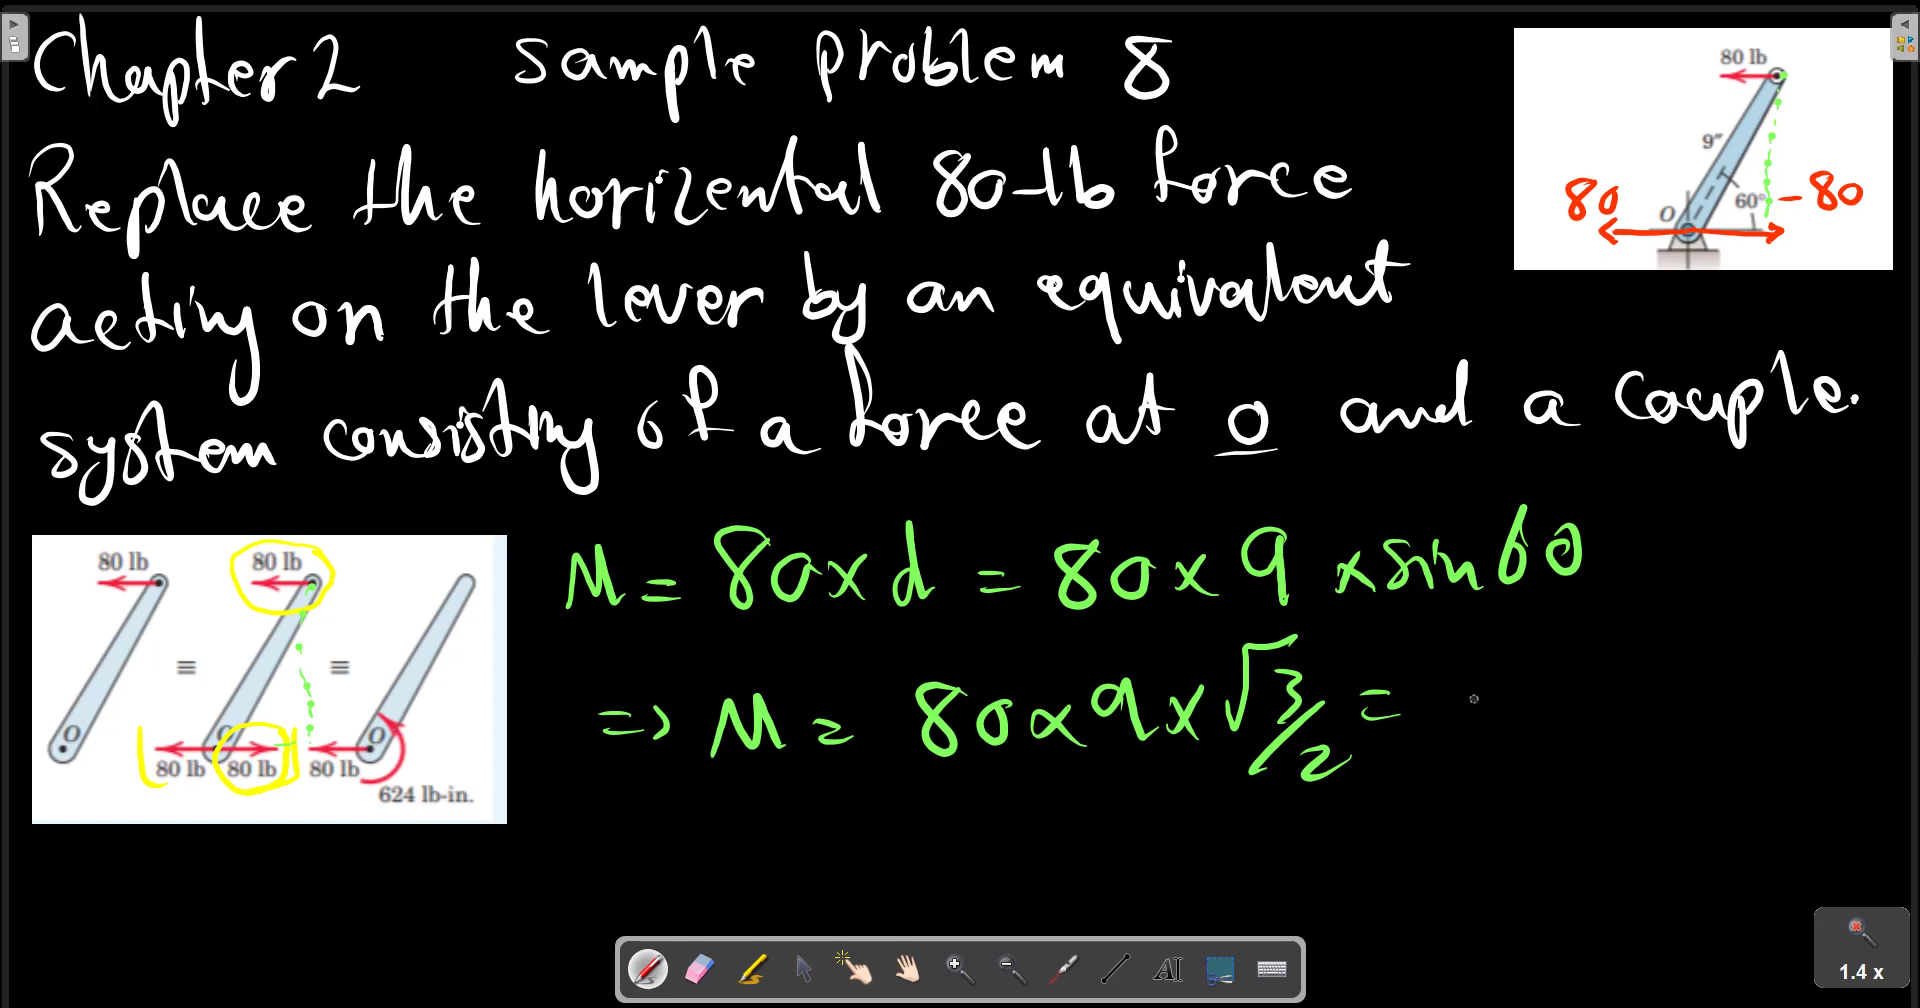 Chapter 2 sample problem 8
Replace the horizental 80-lb force
acting on the lever by an equivalent
system consisting of a force at O and a couple.
80 lb
9"
60°
O
80
-80
80 lb 80 lb
≡ ≡
O O O
80 lb 80 lb 80 lb
624 lb-in.
M = 80 x d = 80 x 9 x sin 60
=> M = 80 x 9 x √3/2 =
AI
1.4 x